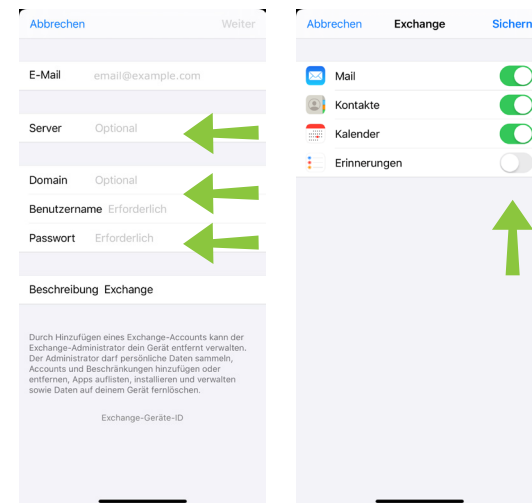 Abbrechen Weiter
E-Mail email@example.com
Server Optional
Domain Optional
Benutzername Erforderlich
Passwort Erforderlich
Beschreibung Exchange
Durch Hinzufügen eines Exchange-Accounts kann der
Exchange-Administrator dein Gerät entfernt verwalten.
Der Administrator darf persönliche Daten sammeln,
Accounts und Beschränkungen hinzufügen oder
entfernen, Apps auflisten, installieren und verwalten
sowie Daten auf deinem Gerät fernlöschen.
Exchange-Geräte-ID
Abbrechen Exchange Sichern
Mail
Kontakte
Kalender
Erinnerungen